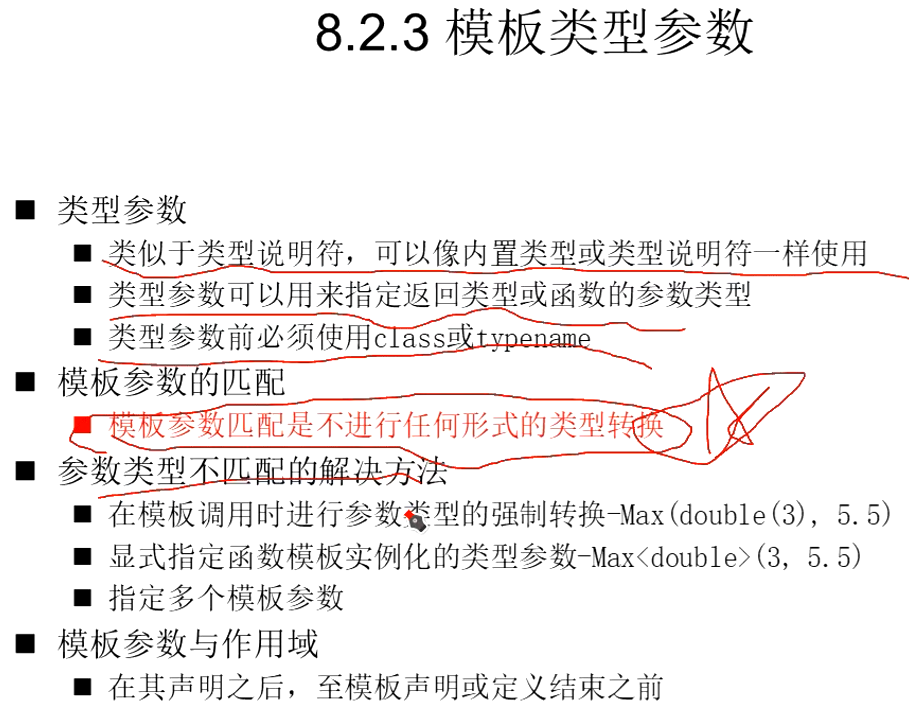 8.2.3 模板类型参数
■ 类型参数
■ 类似于类型说明符，可以像内置类型或类型说明符一样使用
■ 类型参数可以用来指定返回类型或函数的参数类型
■ 类型参数前必须使用class或typename
■ 模板参数的匹配
■ 模板参数匹配是不进行任何形式的类型转换
■ 参数类型不匹配的解决方法
■ 在模板调用时进行参数类型的强制转换-Max(double(3), 5.5)
■ 显式指定函数模板实例化的类型参数-Max<double>(3, 5.5)
■ 指定多个模板参数
■ 模板参数与作用域
■ 在其声明之后，至模板声明或定义结束之前